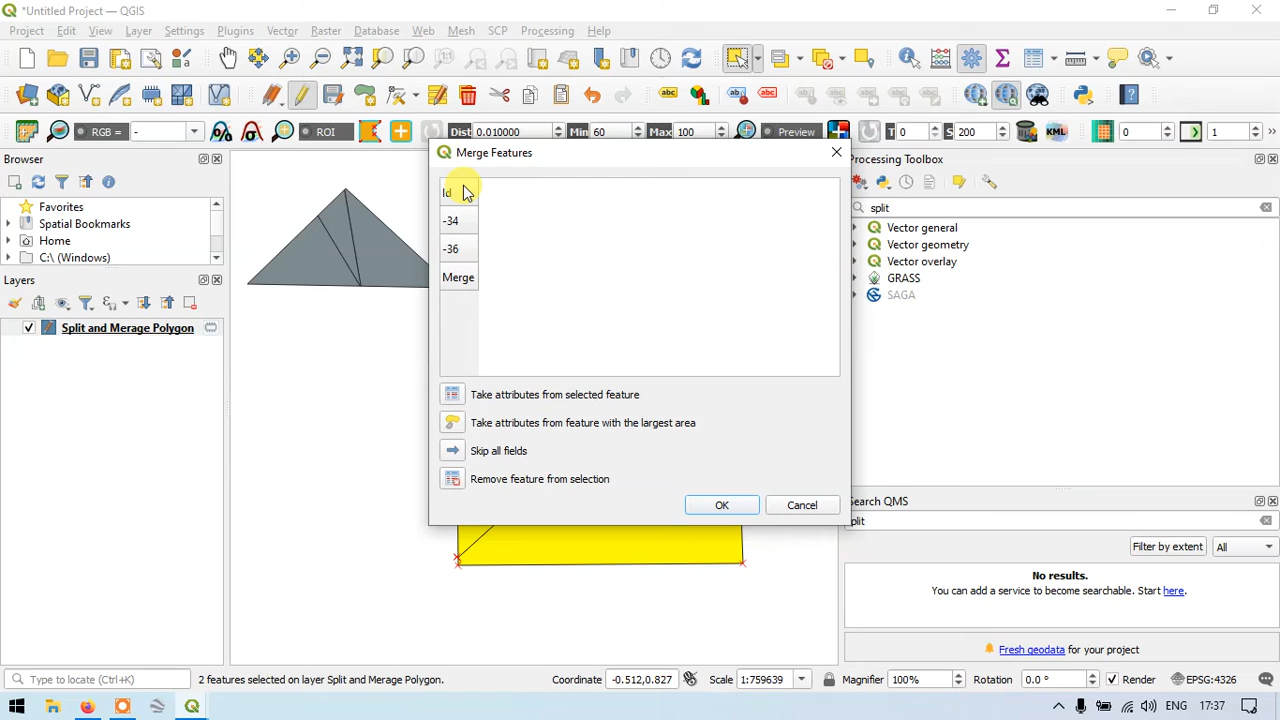 *Untitled Project — QGIS
Project Edit View Layer Settings Plugins Vector Raster Database Web Mesh SCP Processing Help
RGB = - ROI Dist 0.010000 Min 60 Max 100 Preview T 0 S 200 KML 0 1
Browser
Favorites
Spatial Bookmarks
Home
C:\ (Windows)
Layers
Split and Merage Polygon
Merge Features
Id
-34
-36
Merge
Take attributes from selected feature
Take attributes from feature with the largest area
Skip all fields
Remove feature from selection
OK Cancel
Processing Toolbox
split
Vector general
Vector geometry
Vector overlay
GRASS
SAGA
Search QMS
split
Filter by extent All
No results.
You can add a service to become searchable. Start here.
Fresh geodata for your project
Type to locate (Ctrl+K) 2 features selected on layer Split and Merage Polygon. Coordinate -0.512,0.827 Scale 1:759639 Magnifier 100% Rotation 0.0 ° Render EPSG:4326
ENG 17:37